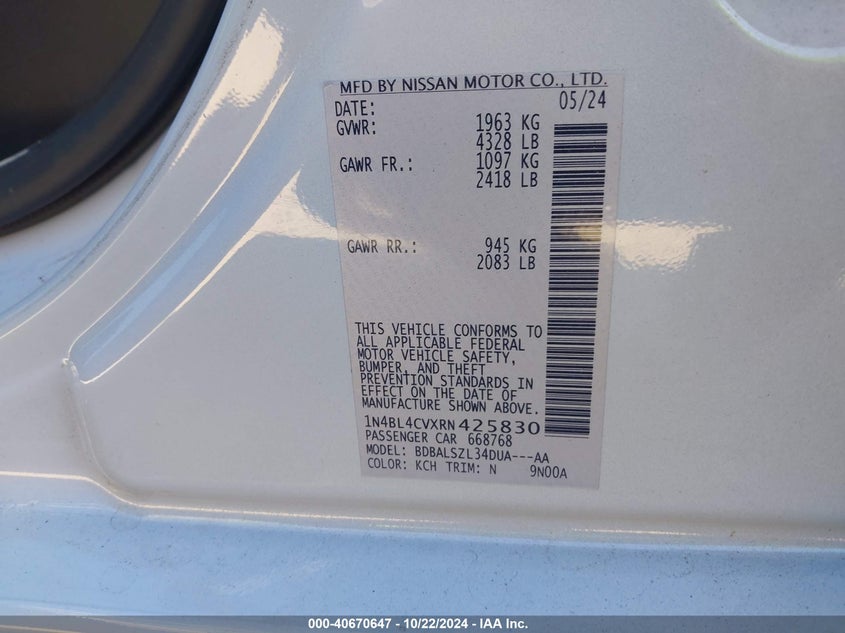 MFD BY NISSAN MOTOR CO., LTD.
DATE: 05/24
GVWR: 1963 KG
4328 LB
GAWR FR.: 1097 KG
2418 LB
GAWR RR.: 945 KG
2083 LB
THIS VEHICLE CONFORMS TO
ALL APPLICABLE FEDERAL
MOTOR VEHICLE SAFETY,
BUMPER, AND THEFT
PREVENTION STANDARDS IN
EFFECT ON THE DATE OF
MANUFACTURE SHOWN ABOVE.
1N4BL4CVXRN425830
PASSENGER CAR 668768
MODEL: BDBALSZL34DUA---AA
COLOR: KCH TRIM: N 9N00A
000-40670647 - 10/22/2024 - IAA Inc.